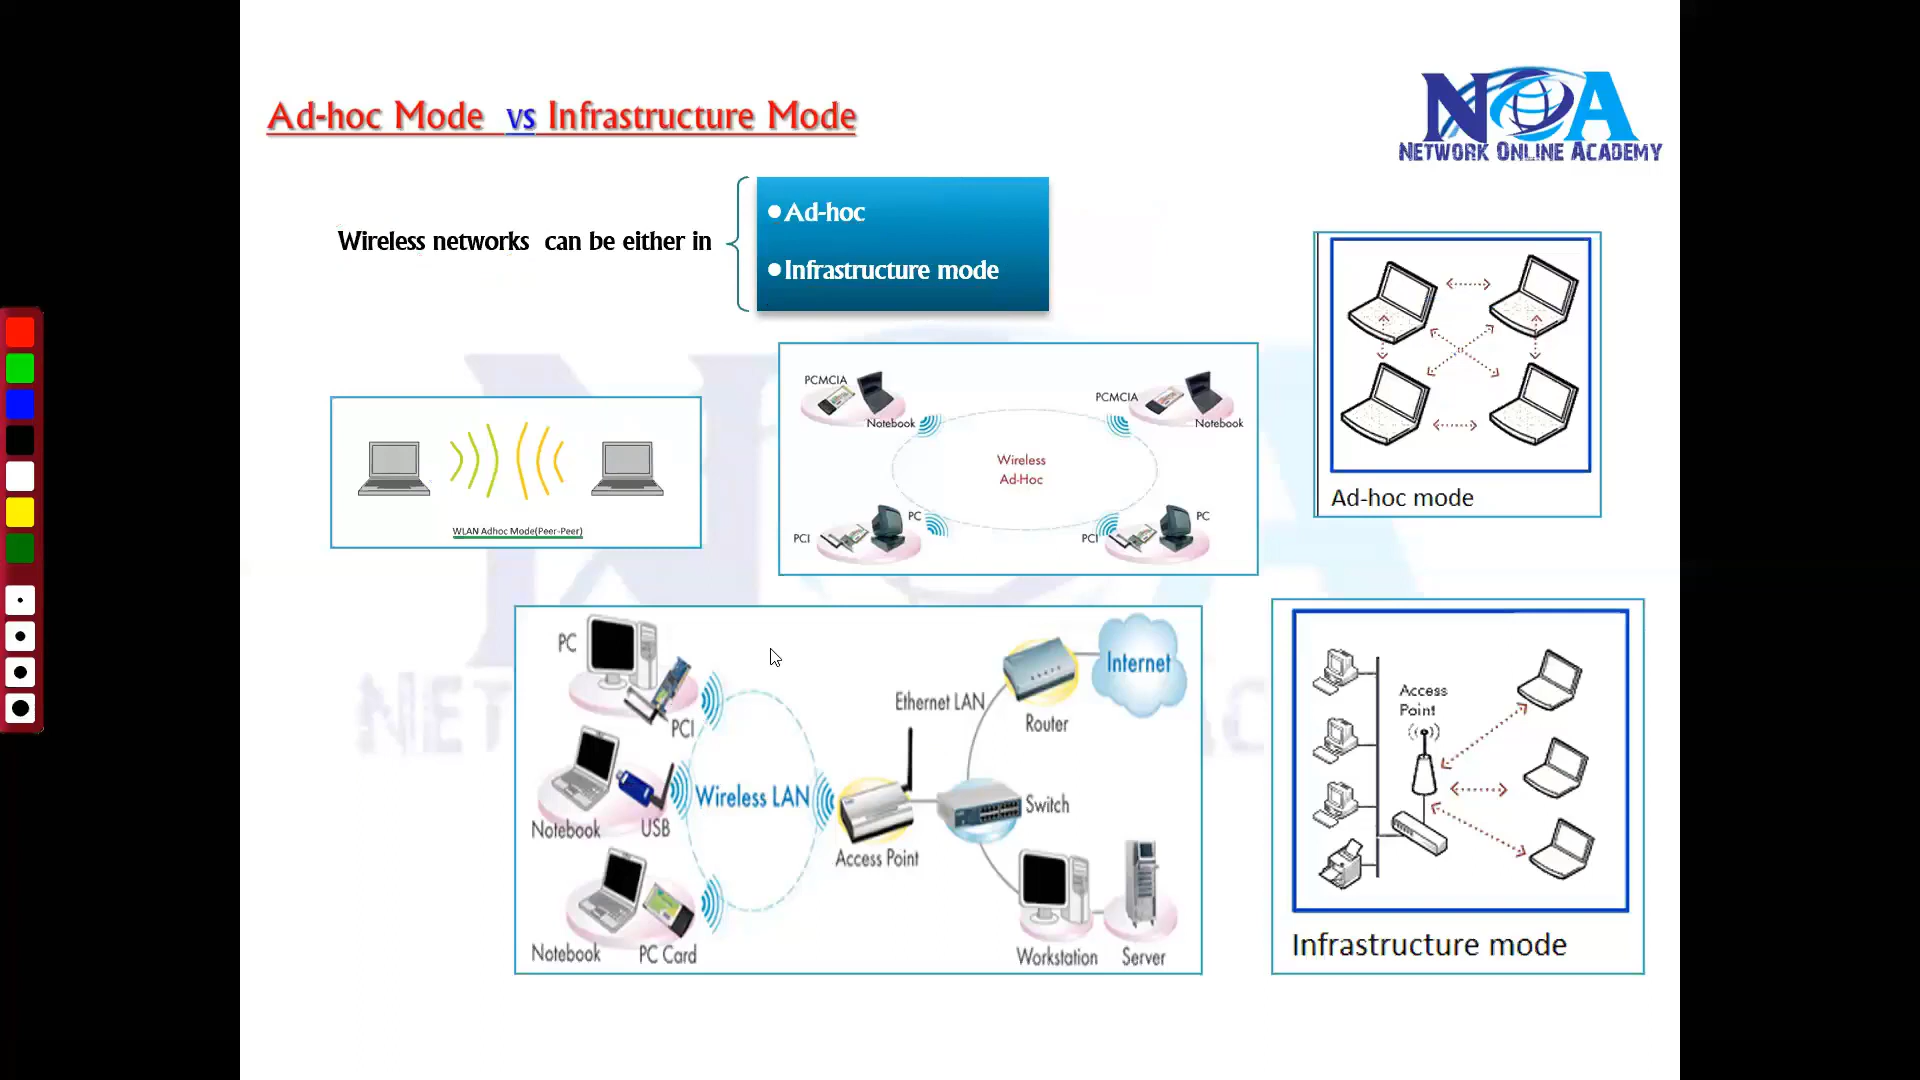 Ad-hoc Mode vs Infrastructure Mode
NOA
NETWORK ONLINE ACADEMY
Wireless networks can be either in
•Ad-hoc
•Infrastructure mode
WLAN Adhoc Mode(Peer-Peer)
PCMCIA
Notebook
PCMCIA
Notebook
Wireless
Ad-Hoc
PC
PCI
PC
PCI
Ad-hoc mode
PC
PCI
Notebook
USB
Notebook
PC Card
Wireless LAN
Access Point
Ethernet LAN
Switch
Router
Internet
Workstation
Server
Access
Point
Infrastructure mode